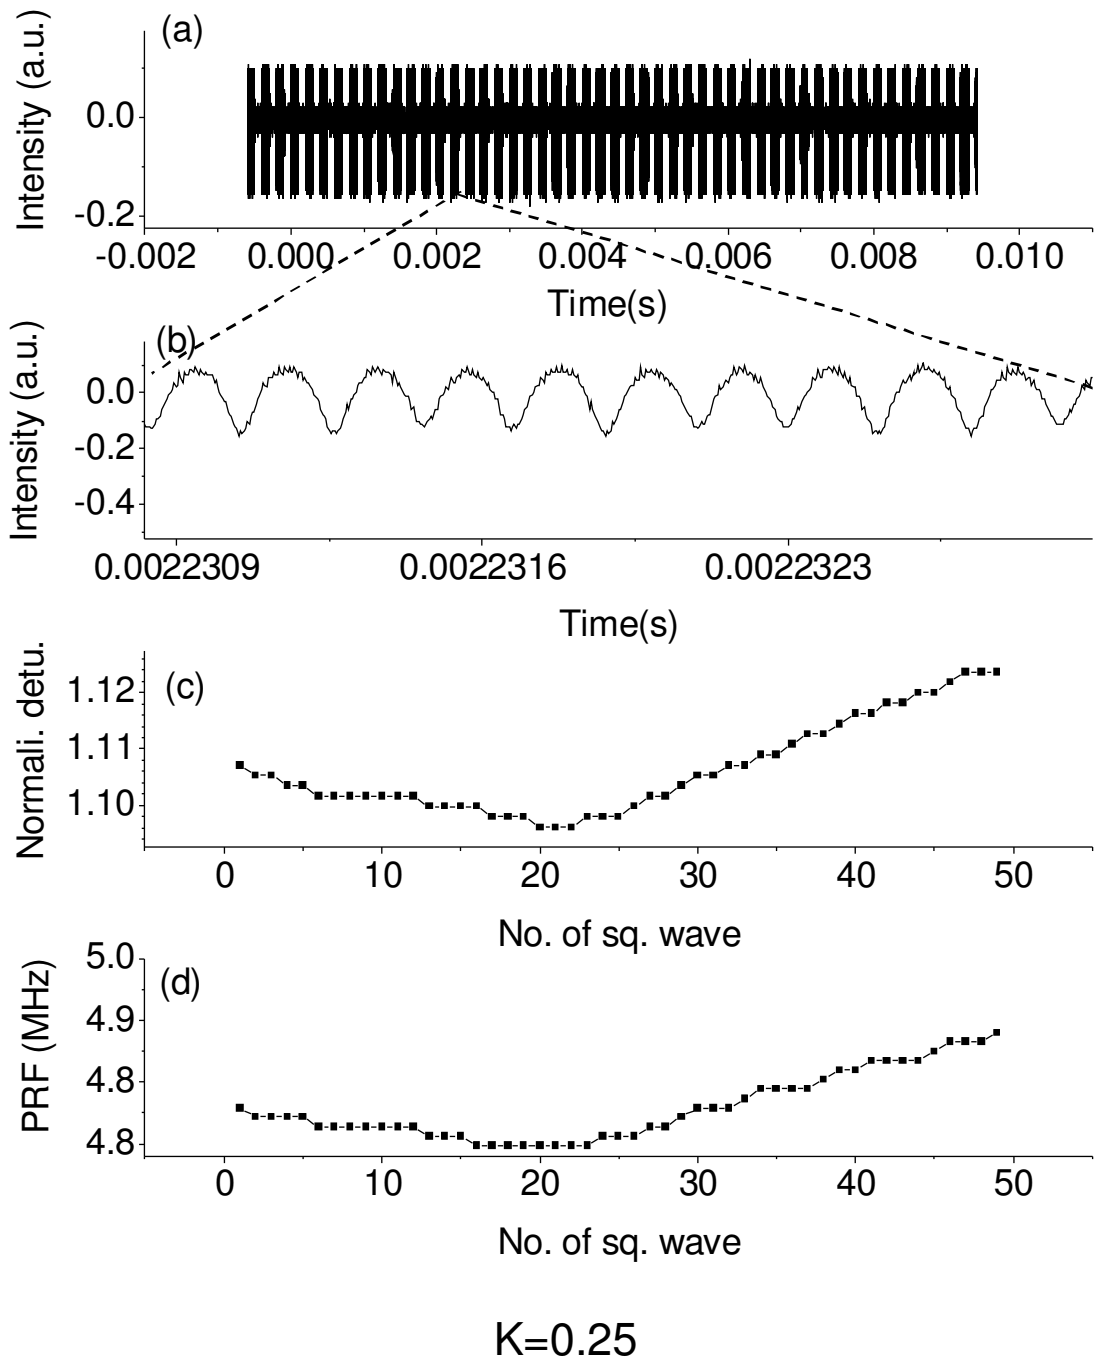 (a)
Intensity (a.u.)
0.0
-0.2
-0.002 0.000 0.002 0.004 0.006 0.008 0.010
Time(s)
(b)
Intensity (a.u.)
0.0
-0.2
-0.4
0.0022309 0.0022316 0.0022323
Time(s)
(c)
Normali. detu.
1.12
1.11
1.10
0 10 20 30 40 50
No. of sq. wave
(d)
PRF (MHz)
5.0
4.9
4.8
4.8
0 10 20 30 40 50
No. of sq. wave
K=0.25